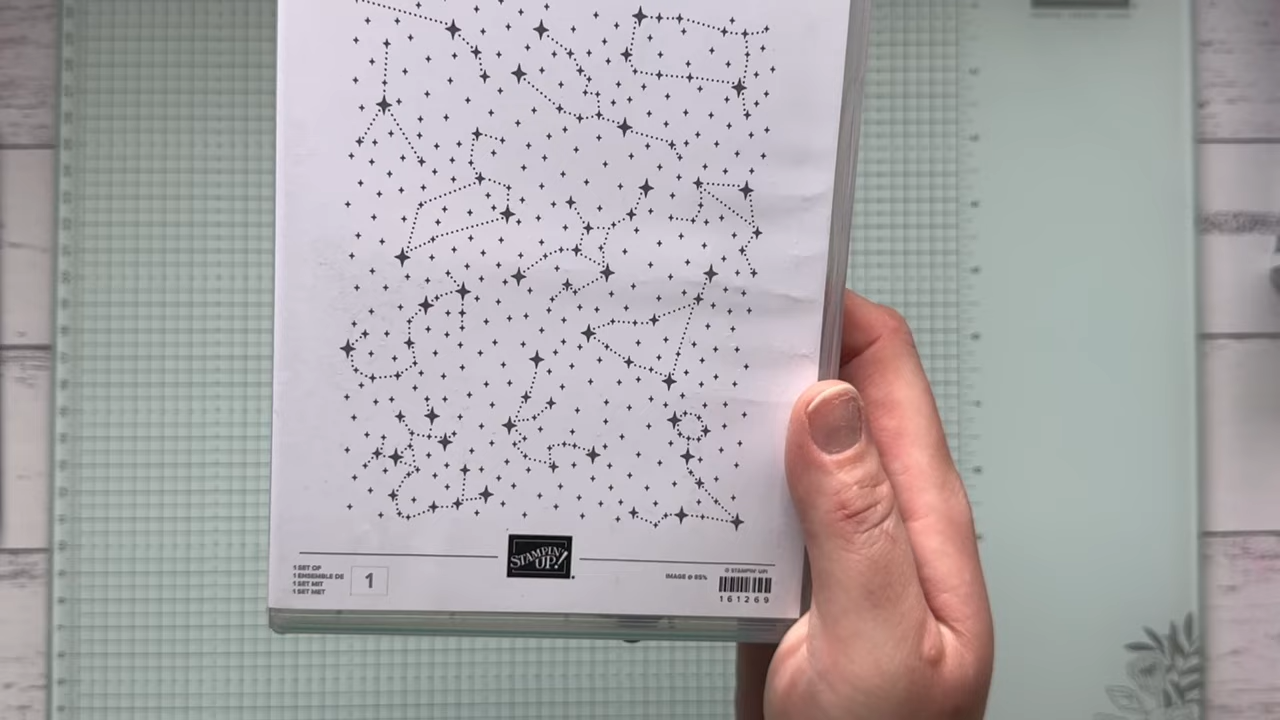 1 SET OF
1 ENSEMBLE DE
1 SET MIT
1 SET MET
1
STAMPIN' UP!
IMAGE @ 85%
© STAMPIN' UP!
161269